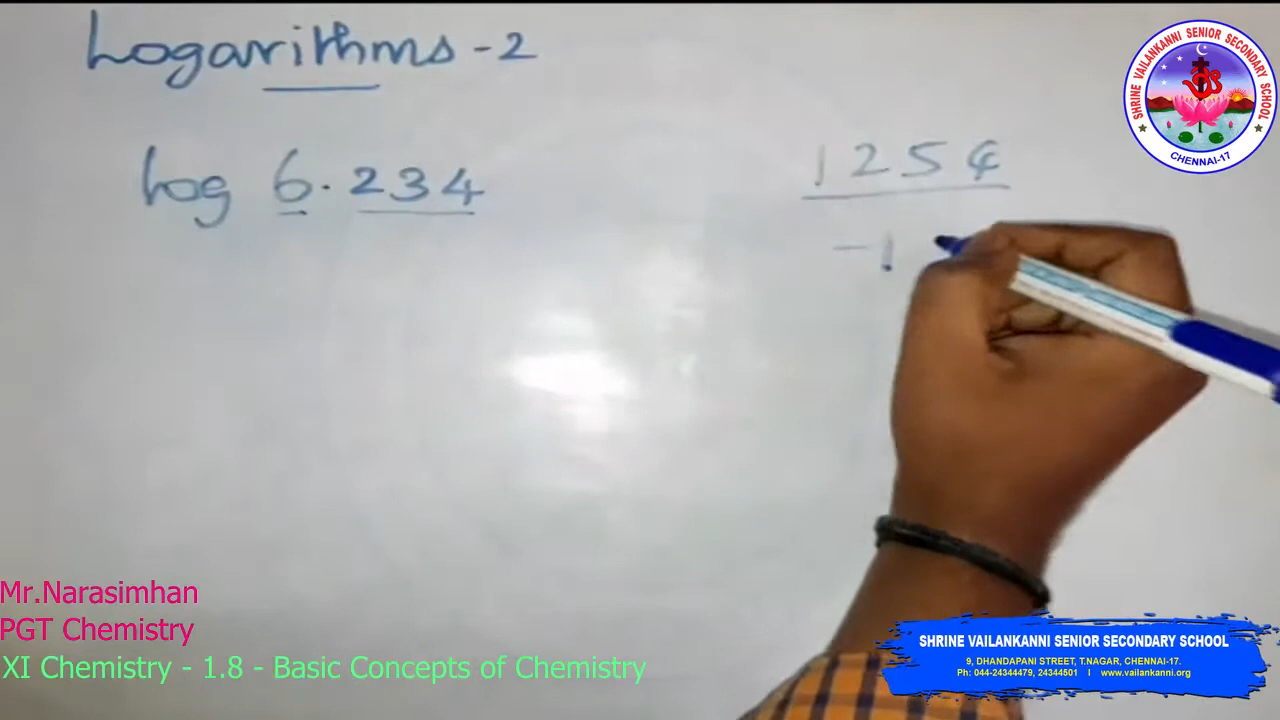 Logarithms - 2
log 6.234
1254
-1
SHRINE VAILANKANNI SENIOR SECONDARY SCHOOL
CHENNAI-17
Mr.Narasimhan
PGT Chemistry
XI Chemistry - 1.8 - Basic Concepts of Chemistry
SHRINE VAILANKANNI SENIOR SECONDARY SCHOOL
9, DHANDAPANI STREET, T.NAGAR, CHENNAI-17.
Ph: 044-24344479, 24344501 I www.vailankanni.org